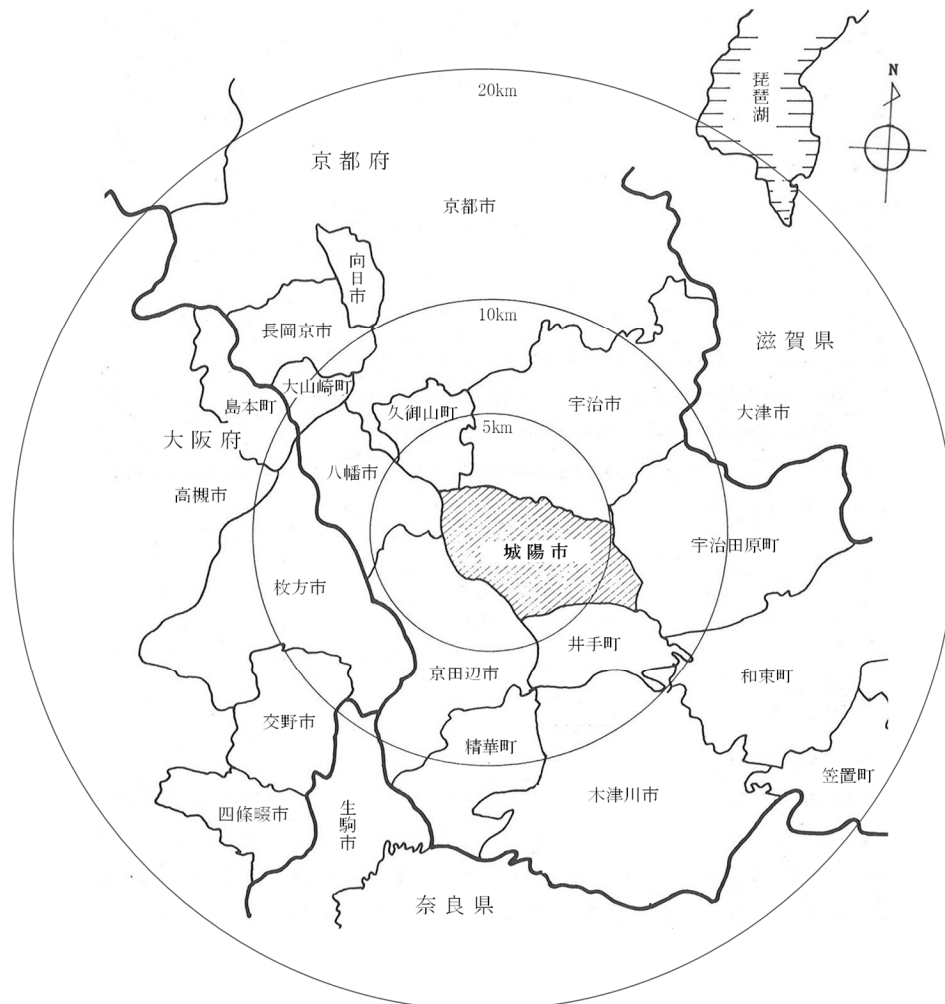 琵琶湖
N
20km
京都府
京都市
向日市
10km
長岡京市
滋賀県
大山崎町
島本町
久御山町
宇治市
大津市
5km
大阪府
八幡市
高槻市
城陽市
宇治田原町
枚方市
井手町
京田辺市
和束町
交野市
精華町
笠置町
木津川市
四條畷市
生駒市
奈良県